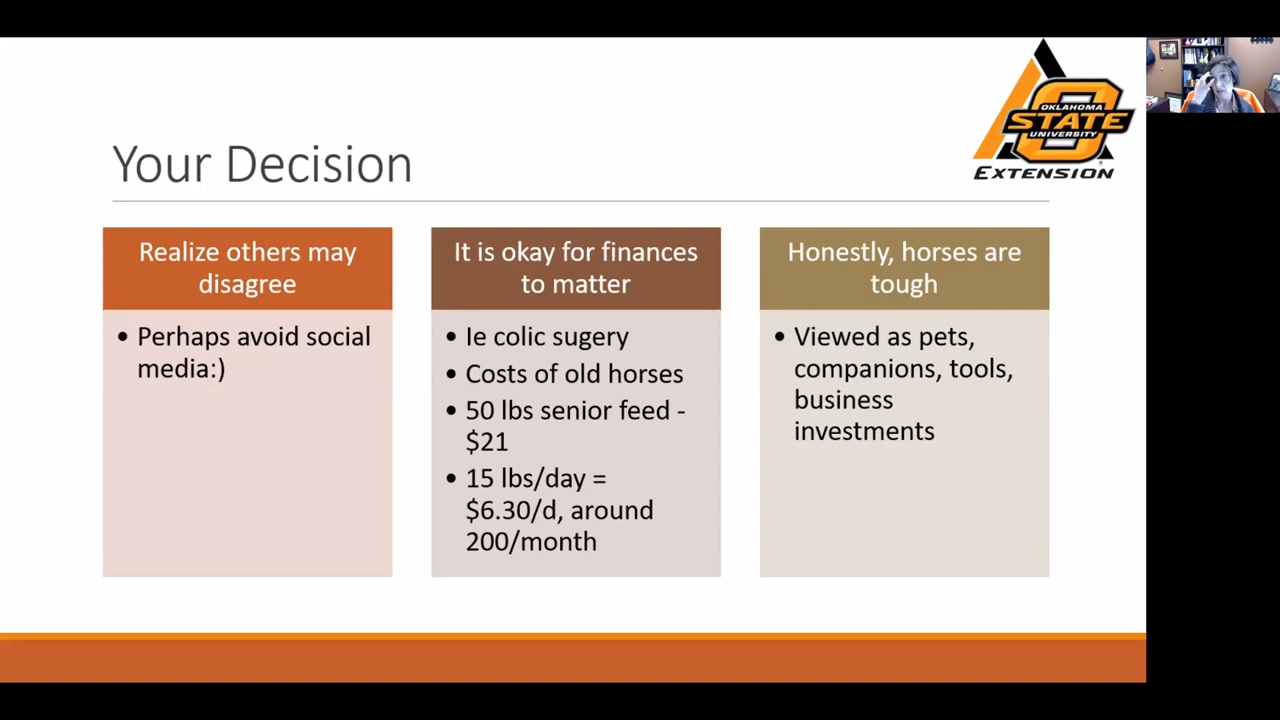 OKLAHOMA
STATE
UNIVERSITY
EXTENSION
Your Decision
Realize others may
disagree
• Perhaps avoid social
media:)
It is okay for finances
to matter
• Ie colic sugery
• Costs of old horses
• 50 lbs senior feed -
$21
• 15 lbs/day =
$6.30/d, around
200/month
Honestly, horses are
tough
• Viewed as pets,
companions, tools,
business
investments